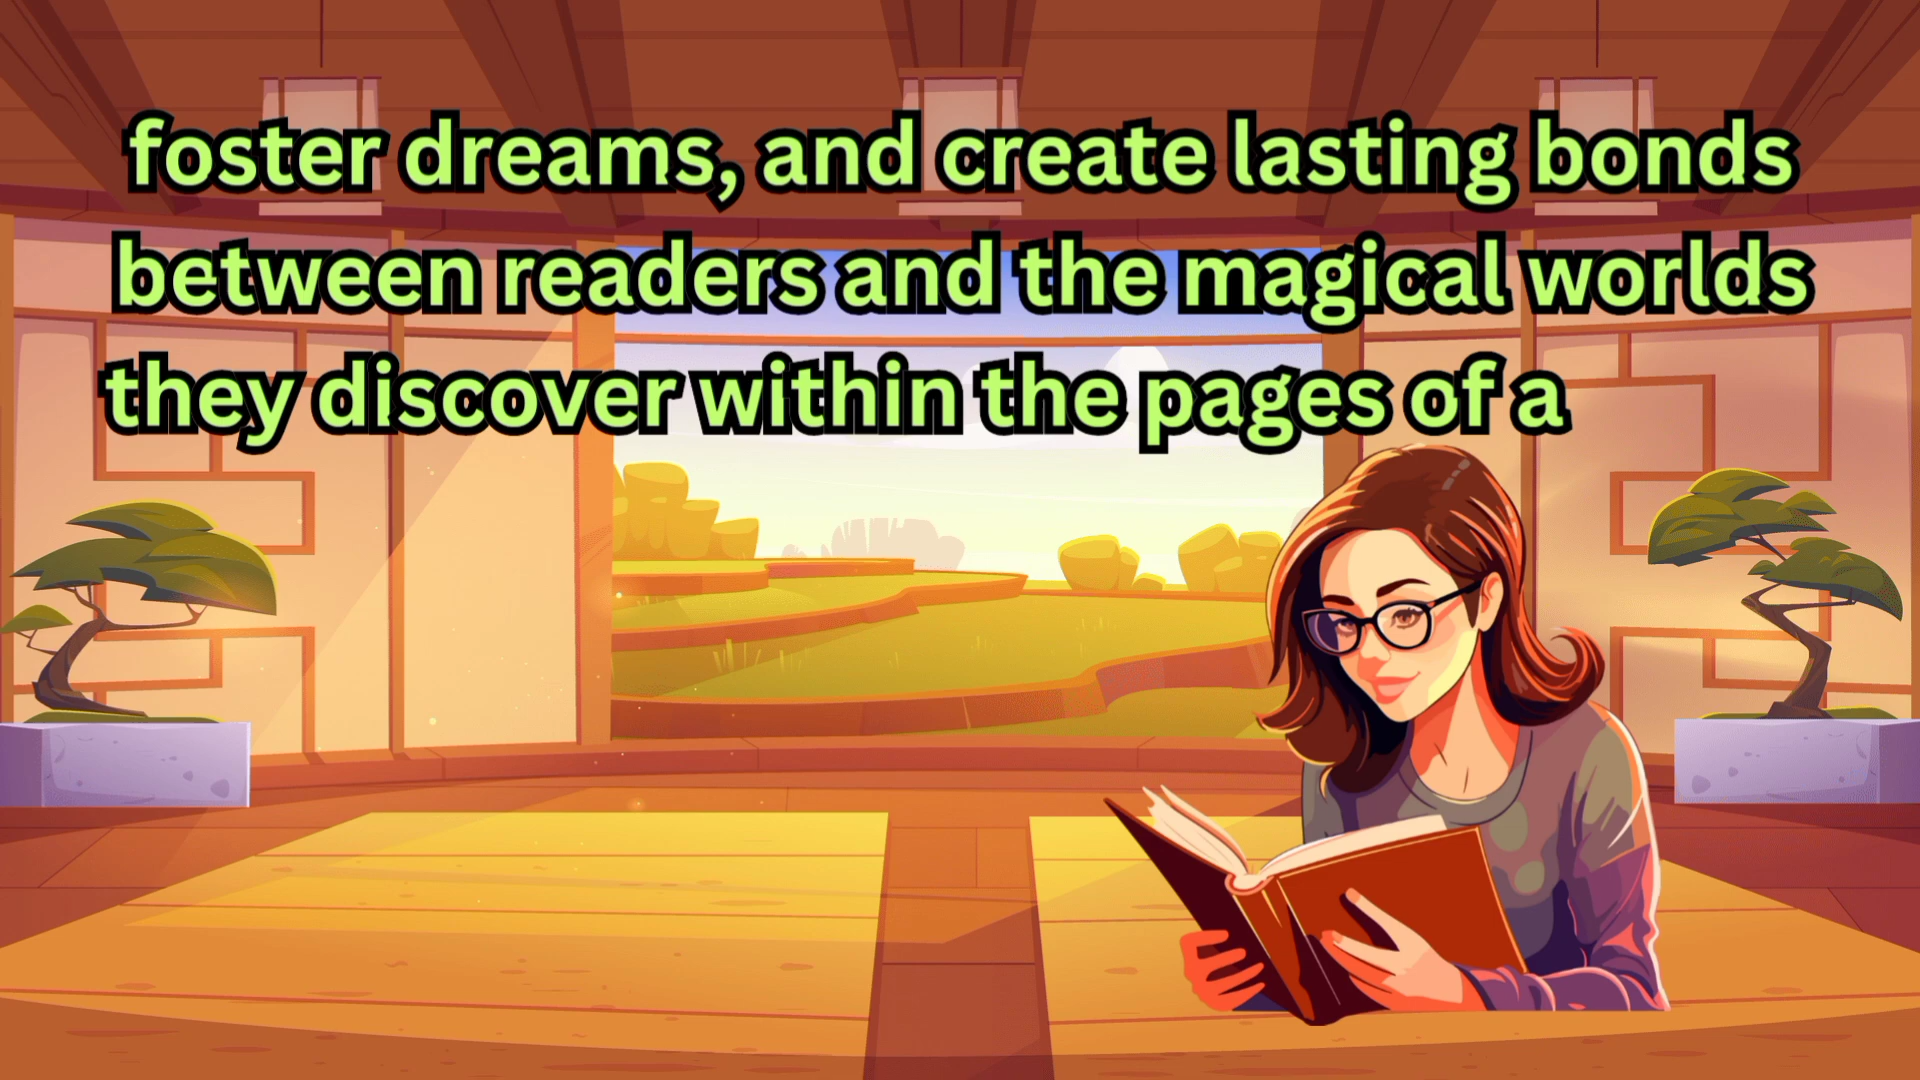 foster dreams, and create lasting bonds
between readers and the magical worlds
they discover within the pages of a